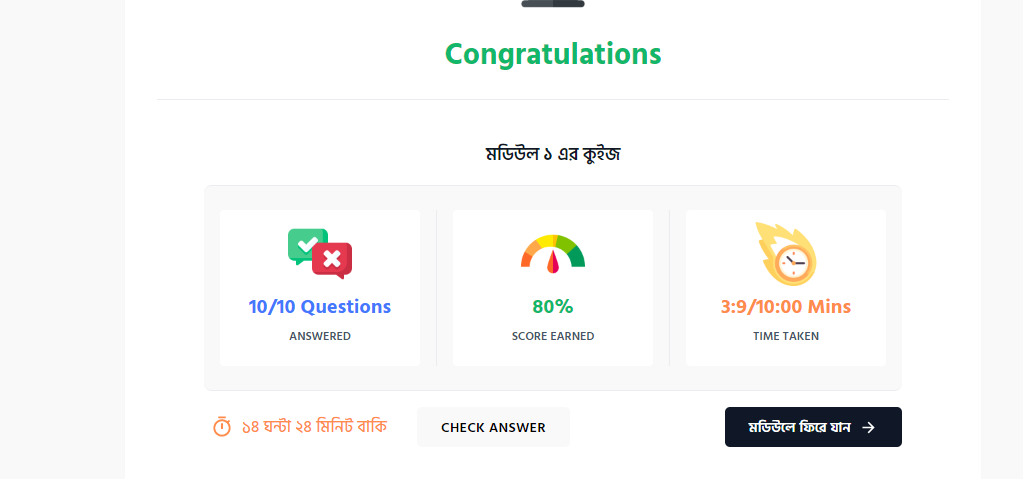 Congratulations
মডিউল ১ এর কুইজ
10/10 Questions
ANSWERED
80%
SCORE EARNED
3:9/10:00 Mins
TIME TAKEN
১৪ ঘন্টা ২৪ মিনিট বাকি
CHECK ANSWER
মডিউলে ফিরে যান